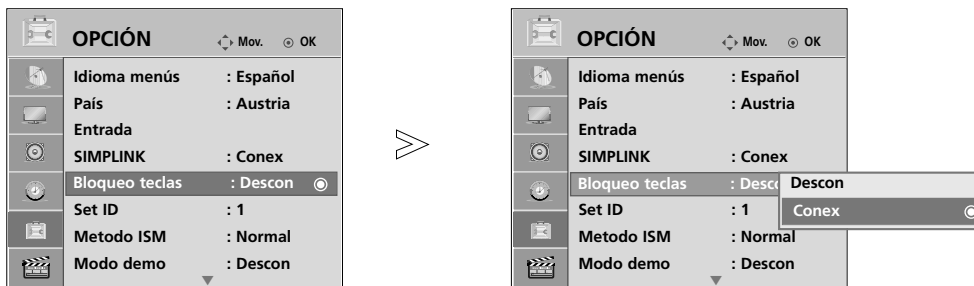 OPCIÓN Mov. OK
Idioma menús : Español
País : Austria
Entrada
SIMPLINK : Conex
Bloqueo teclas : Descon
Set ID : 1
Metodo ISM : Normal
Modo demo : Descon
OPCIÓN Mov. OK
Idioma menús : Español
País : Austria
Entrada
SIMPLINK : Conex
Bloqueo teclas : Desco
Descon
Set ID : 1
Conex
Metodo ISM : Normal
Modo demo : Descon